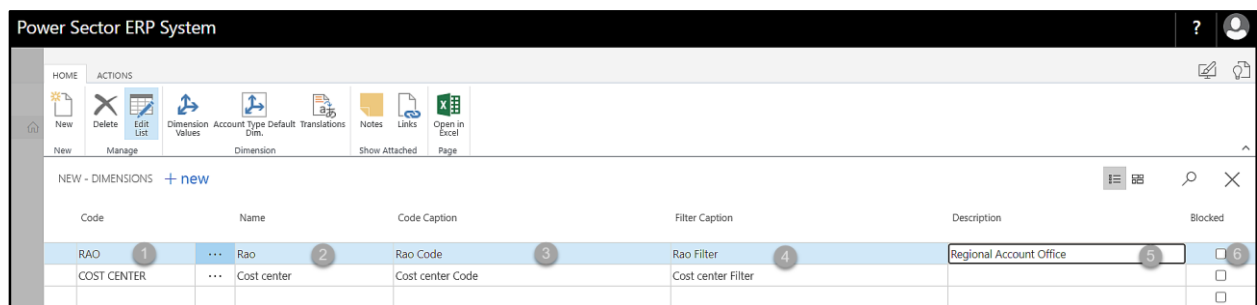 Power Sector ERP System ?
HOME ACTIONS
New Delete Edit List Dimension Values Account Type Default Dim. Translations Notes Links Open in Excel
New Manage Dimension Show Attached Page
NEW - DIMENSIONS + new
Code Name Code Caption Filter Caption Description Blocked
RAO 1 ... Rao 2 Rao Code 3 Rao Filter 4 Regional Account Office 5 6
COST CENTER ... Cost center Cost center Code Cost center Filter